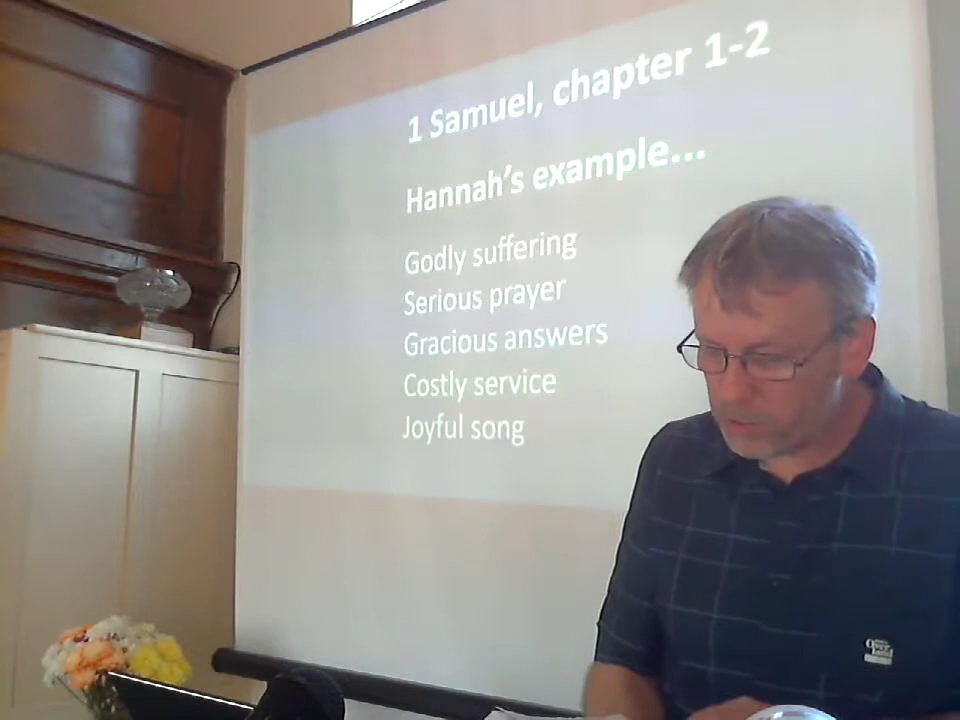 1 Samuel, chapter 1-2
Hannah's example...
Godly suffering
Serious prayer
Gracious answers
Costly service
Joyful song